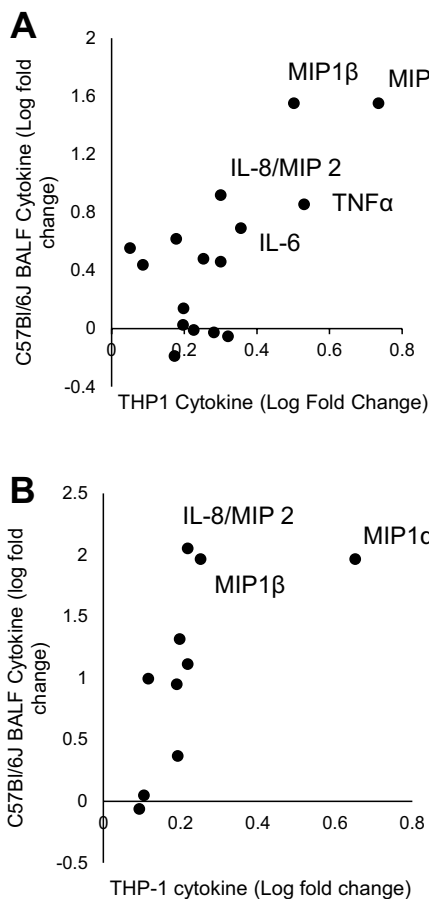 A
2
MIP1β
MIP
1.6
1.2
IL-8/MIP 2
TNFα
0.8
IL-6
0.4
0
0
0.2
0.4
0.6
0.8
-0.4
C57Bl/6J BALF Cytokine (Log fold
change)
THP1 Cytokine (Log Fold Change)
B
2.5
IL-8/MIP 2
MIP1α
2
MIP1β
1.5
1
0.5
0
0
0.2
0.4
0.6
0.8
-0.5
C57Bl/6J BALF Cytokine (log fold
change)
THP-1 cytokine (Log fold change)